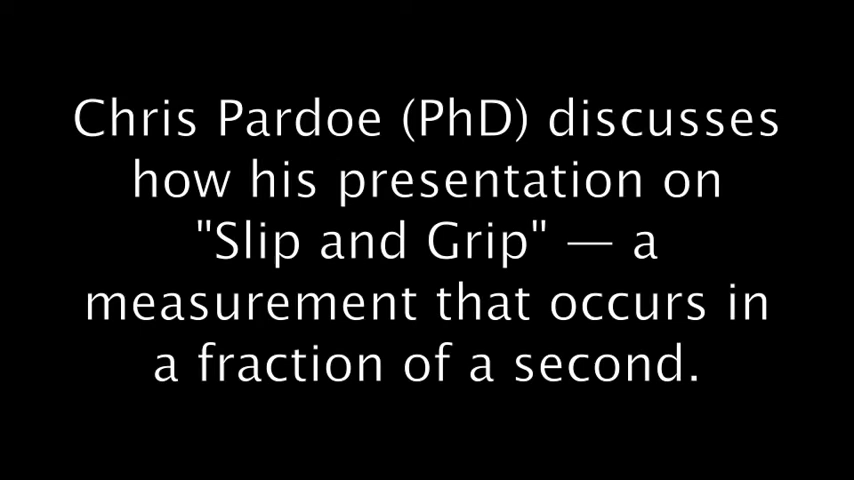 Chris Pardoe (PhD) discusses
how his presentation on
"Slip and Grip" — a
measurement that occurs in
a fraction of a second.